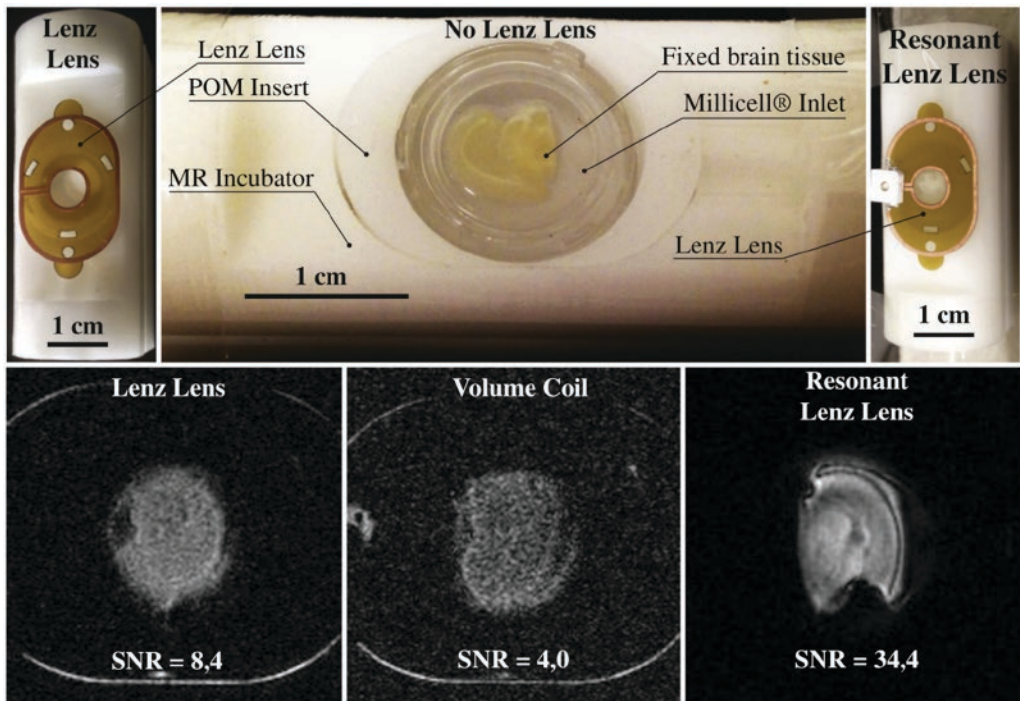 Lenz
Lens
1 cm
No Lenz Lens
Lenz Lens
POM Insert
MR Incubator
1 cm
Fixed brain tissue
Millicell® Inlet
Lenz Lens
Resonant
Lenz Lens
1 cm
Lenz Lens
SNR = 8,4
Volume Coil
SNR = 4,0
Resonant
Lenz Lens
SNR = 34,4